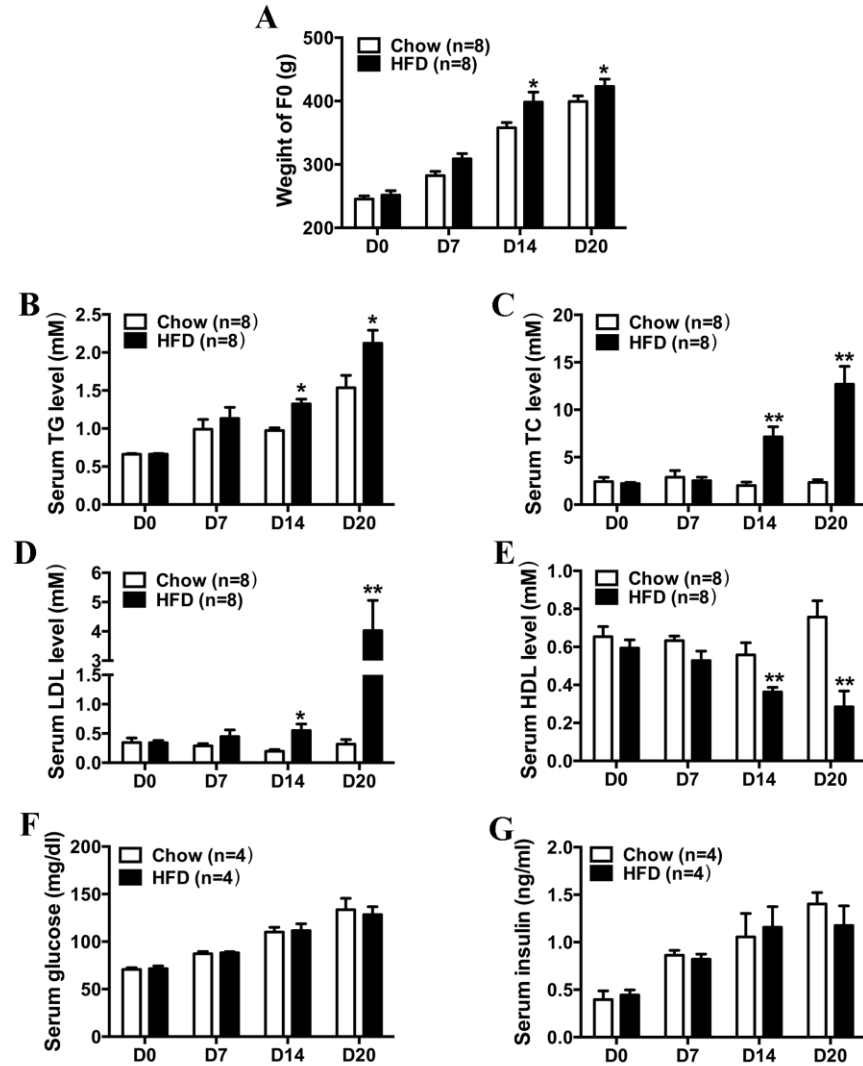 A
Wegiht of F0 (g)
500
400
300
200
Chow (n=8)
HFD (n=8)
*
*
D0 D7 D14 D20
B
Serum TG level (mM)
2.5
2.0
1.5
1.0
0.5
0.0
Chow (n=8)
HFD (n=8)
*
*
D0 D7 D14 D20
C
Serum TC level (mM)
20
15
10
5
0
Chow (n=8)
HFD (n=8)
**
**
D0 D7 D14 D20
D
Serum LDL level (mM)
6
5
4
3
1.5
1.0
0.5
0.0
Chow (n=8)
HFD (n=8)
*
**
D0 D7 D14 D20
E
Serum HDL level (mM)
1.0
0.8
0.6
0.4
0.2
0.0
Chow (n=8)
HFD (n=8)
**
**
D0 D7 D14 D20
F
Serum glucose (mg/dl)
200
150
100
50
0
Chow (n=4)
HFD (n=4)
D0 D7 D14 D20
G
Serum insulin (ng/ml)
2.0
1.5
1.0
0.5
0.0
Chow (n=4)
HFD (n=4)
D0 D7 D14 D20